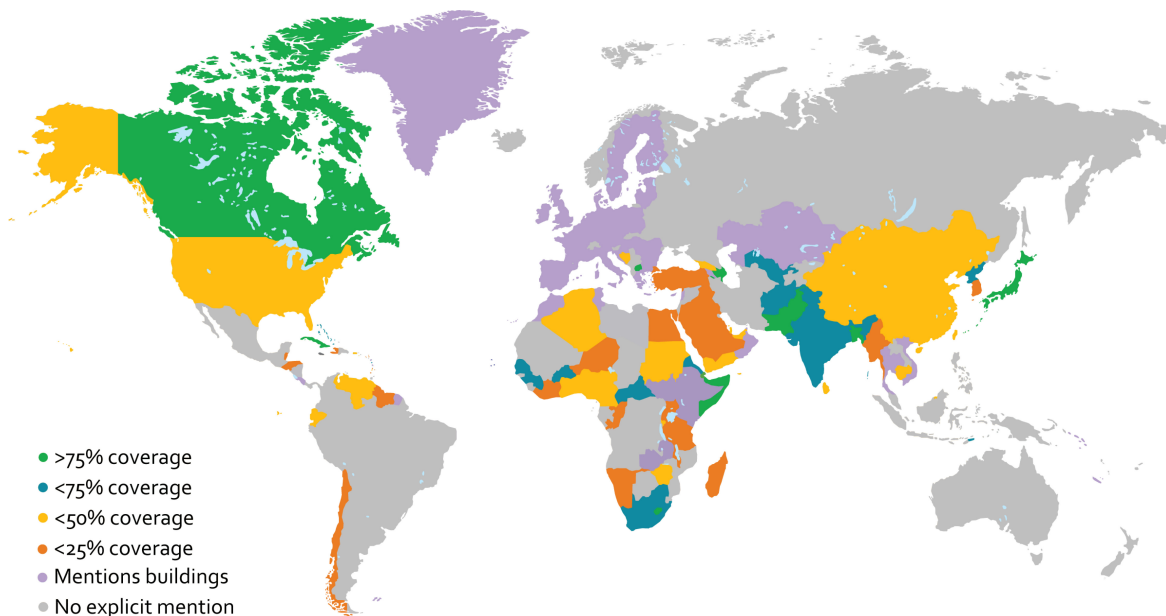 >75% coverage
<75% coverage
<50% coverage
<25% coverage
Mentions buildings
No explicit mention